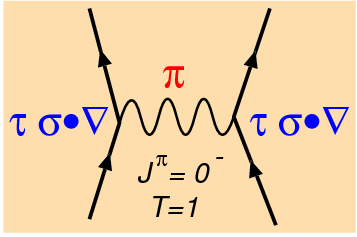 π
τ σ•∇ τ σ•∇
J^π = 0^-
T=1